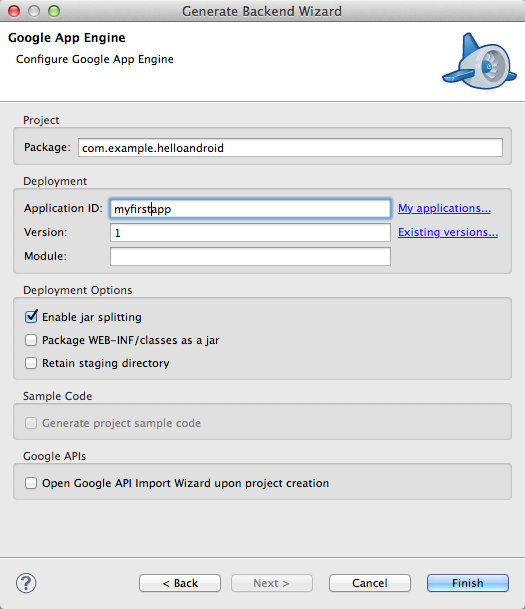 Generate Backend Wizard
Google App Engine
Configure Google App Engine
Project
Package: com.example.helloandroid
Deployment
Application ID: myfirstapp My applications...
Version: 1 Existing versions...
Module:
Deployment Options
Enable jar splitting
Package WEB-INF/classes as a jar
Retain staging directory
Sample Code
Generate project sample code
Google APIs
Open Google API Import Wizard upon project creation
? < Back Next > Cancel Finish